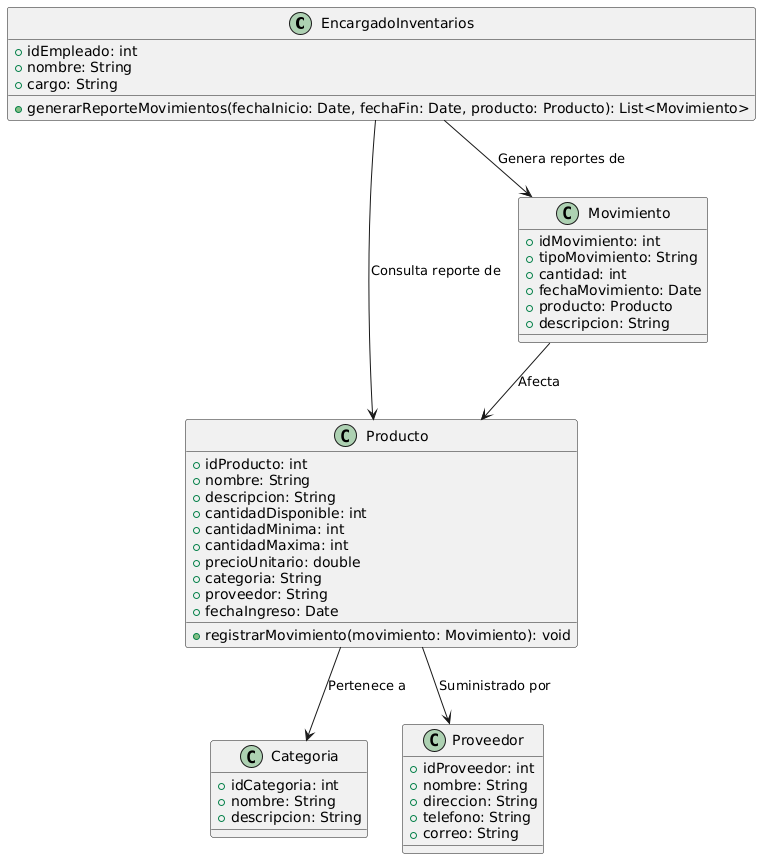 C EncargadoInventarios
idEmpleado: int
nombre: String
cargo: String
generarReporteMovimientos(fechaInicio: Date, fechaFin: Date, producto: Producto): List<Movimiento>
Genera reportes de
C Movimiento
idMovimiento: int
tipoMovimiento: String
cantidad: int
fechaMovimiento: Date
producto: Producto
descripcion: String
Consulta reporte de
Afecta
C Producto
idProducto: int
nombre: String
descripcion: String
cantidadDisponible: int
cantidadMinima: int
cantidadMaxima: int
precioUnitario: double
categoria: String
proveedor: String
fechaIngreso: Date
registrarMovimiento(movimiento: Movimiento): void
Pertenece a
Suministrado por
C Categoria
idCategoria: int
nombre: String
descripcion: String
C Proveedor
idProveedor: int
nombre: String
direccion: String
telefono: String
correo: String